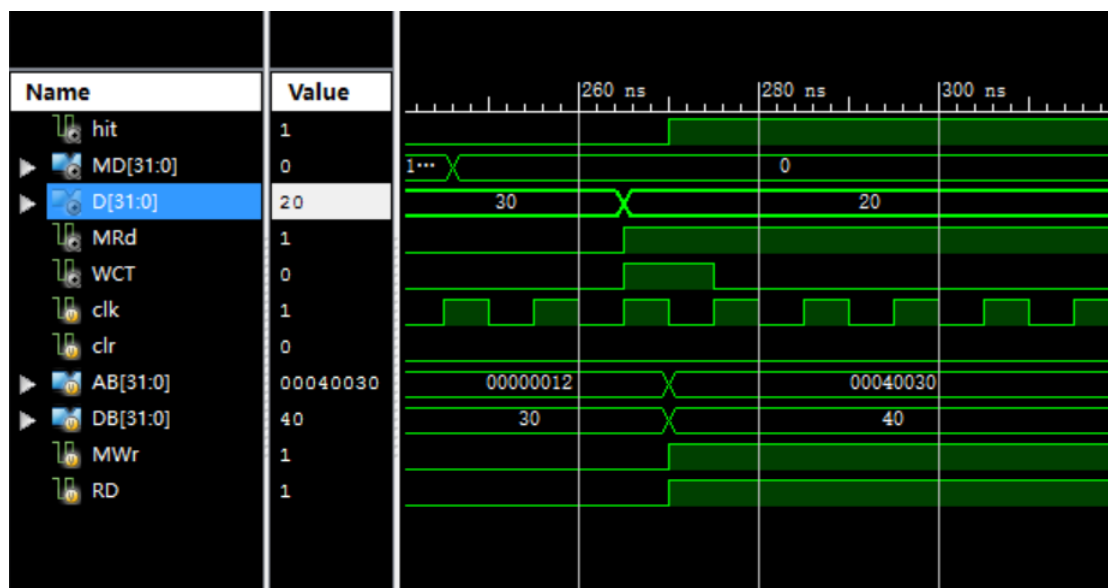 Name Value 260 ns 280 ns 300 ns
hit 1
MD[31:0] 0 1··· 0
D[31:0] 20 30 20
MRd 1
WCT 0
clk 1
clr 0
AB[31:0] 00040030 00000012 00040030
DB[31:0] 40 30 40
MWr 1
RD 1